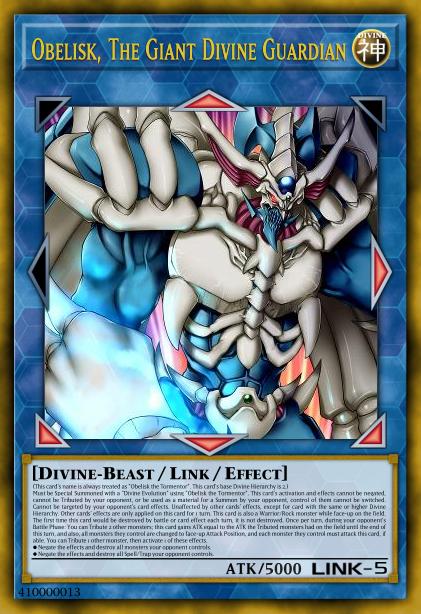 OBELISK, THE GIANT DIVINE GUARDIAN
DIVINE
神
[DIVINE-BEAST / LINK / EFFECT]
(This card's name is always treated as "Obelisk the Tormentor". This card's base Divine Hierarchy is 2.)
Must be Special Summoned with a "Divine Evolution" using "Obelisk the Tormentor". This card's activation and effects cannot be negated,
cannot be Tributed by your opponent, or be used as a material for a Summon by your opponent, control of them cannot be switched.
Cannot be targeted by your opponent's card effects. Unaffected by other cards' effects, except for card with the same or higher Divine
Hierarchy. Other cards' effects are only applied on this card for 1 turn. This card is also a Warrior/Rock monster while face-up on the field.
The first time this card would be destroyed by battle or card effect each turn, it is not destroyed. Once per turn, during your opponent's
Battle Phase: You can Tribute 2 other monsters; this card gains ATK equal to the ATK the Tributed monsters had on the field until the end of
this turn, and also, all monsters they control are changed to face-up Attack Position, and each monster they control must attack this card, if
able. You can Tribute 1 other monster, then activate 1 of these effects.
● Negate the effects and destroy all monsters your opponent controls.
● Negate the effects and destroy all Spell/Trap your opponent controls.
ATK/5000 LINK-5
410000013